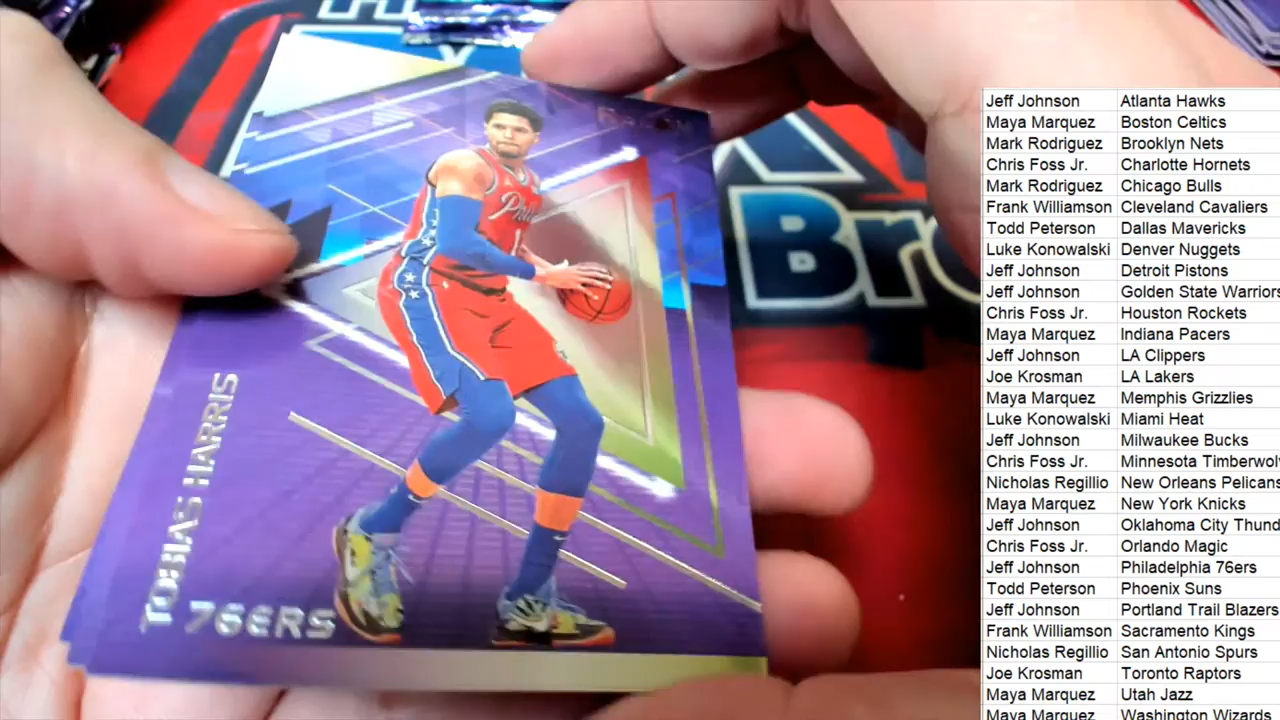 TOBIAS HARRIS
76ERS
Jeff Johnson Atlanta Hawks
Maya Marquez Boston Celtics
Mark Rodriguez Brooklyn Nets
Chris Foss Jr. Charlotte Hornets
Mark Rodriguez Chicago Bulls
Frank Williamson Cleveland Cavaliers
Todd Peterson Dallas Mavericks
Luke Konowalski Denver Nuggets
Jeff Johnson Detroit Pistons
Jeff Johnson Golden State Warriors
Chris Foss Jr. Houston Rockets
Maya Marquez Indiana Pacers
Jeff Johnson LA Clippers
Joe Krosman LA Lakers
Maya Marquez Memphis Grizzlies
Luke Konowalski Miami Heat
Jeff Johnson Milwaukee Bucks
Chris Foss Jr. Minnesota Timberwol
Nicholas Regillio New Orleans Pelicans
Maya Marquez New York Knicks
Jeff Johnson Oklahoma City Thund
Chris Foss Jr. Orlando Magic
Jeff Johnson Philadelphia 76ers
Todd Peterson Phoenix Suns
Jeff Johnson Portland Trail Blazers
Frank Williamson Sacramento Kings
Nicholas Regillio San Antonio Spurs
Joe Krosman Toronto Raptors
Maya Marquez Utah Jazz
Maya Marquez Washington Wizards